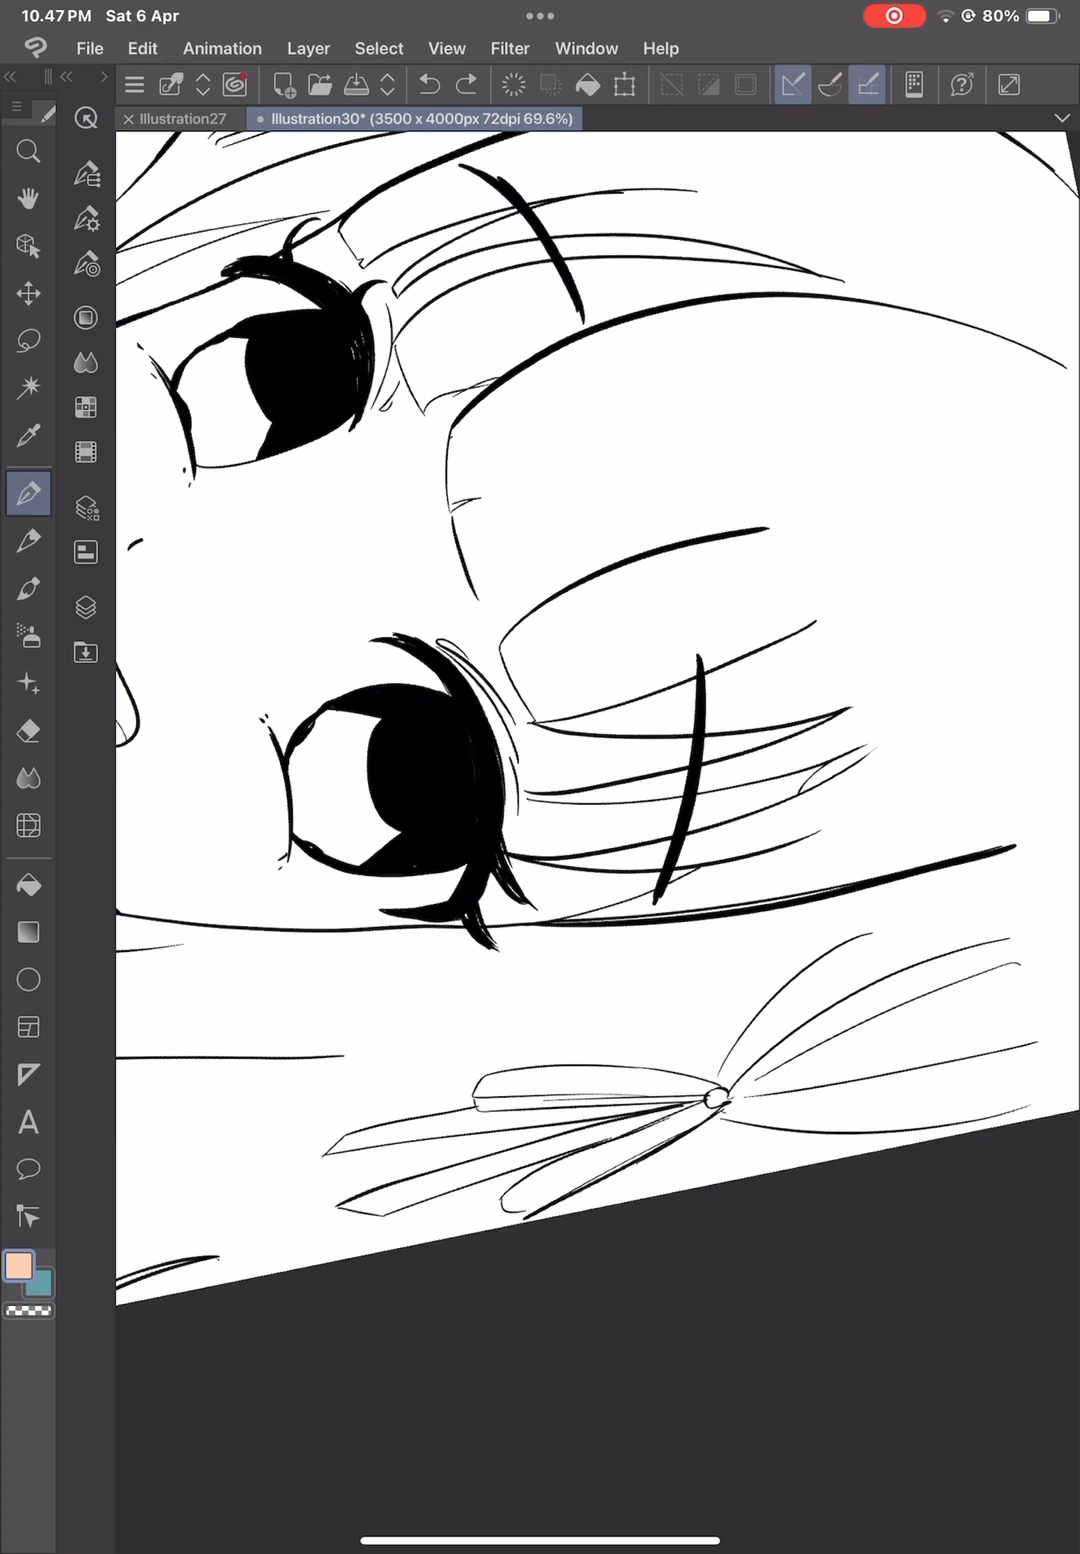 10.47 PM Sat 6 Apr 80%
File Edit Animation Layer Select View Filter Window Help
Illustration27 Illustration30* (3500 x 4000px 72dpi 69.6%)
A